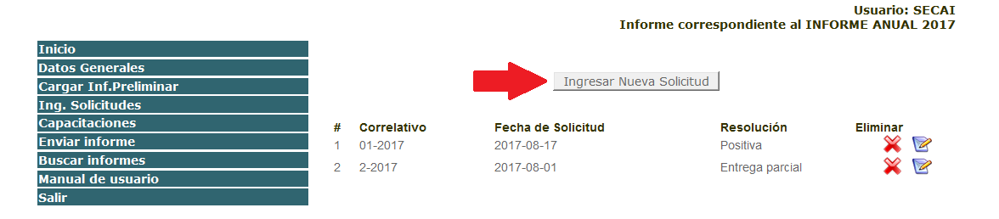 Usuario: SECAI
Informe correspondiente al INFORME ANUAL 2017
Inicio
Datos Generales
Cargar Inf.Preliminar
Ing. Solicitudes
Capacitaciones
Enviar informe
Buscar informes
Manual de usuario
Salir
Ingresar Nueva Solicitud
# Correlativo Fecha de Solicitud Resolución Eliminar
1 01-2017 2017-08-17 Positiva
2 2-2017 2017-08-01 Entrega parcial